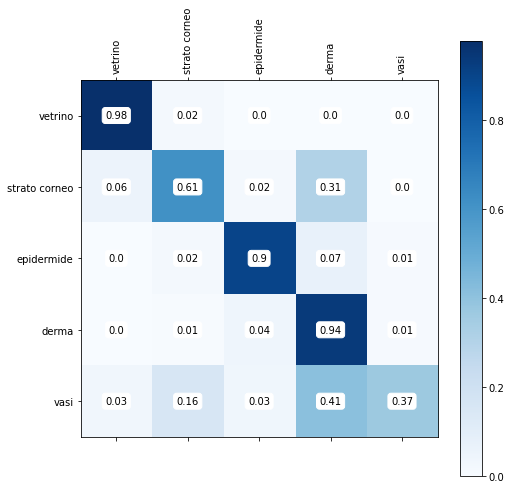 vetrino strato corneo epidermide derma vasi
vetrino 0.98 0.02 0.0 0.0 0.0
strato corneo 0.06 0.61 0.02 0.31 0.0
epidermide 0.0 0.02 0.9 0.07 0.01
derma 0.0 0.01 0.04 0.94 0.01
vasi 0.03 0.16 0.03 0.41 0.37
0.8
0.6
0.4
0.2
0.0